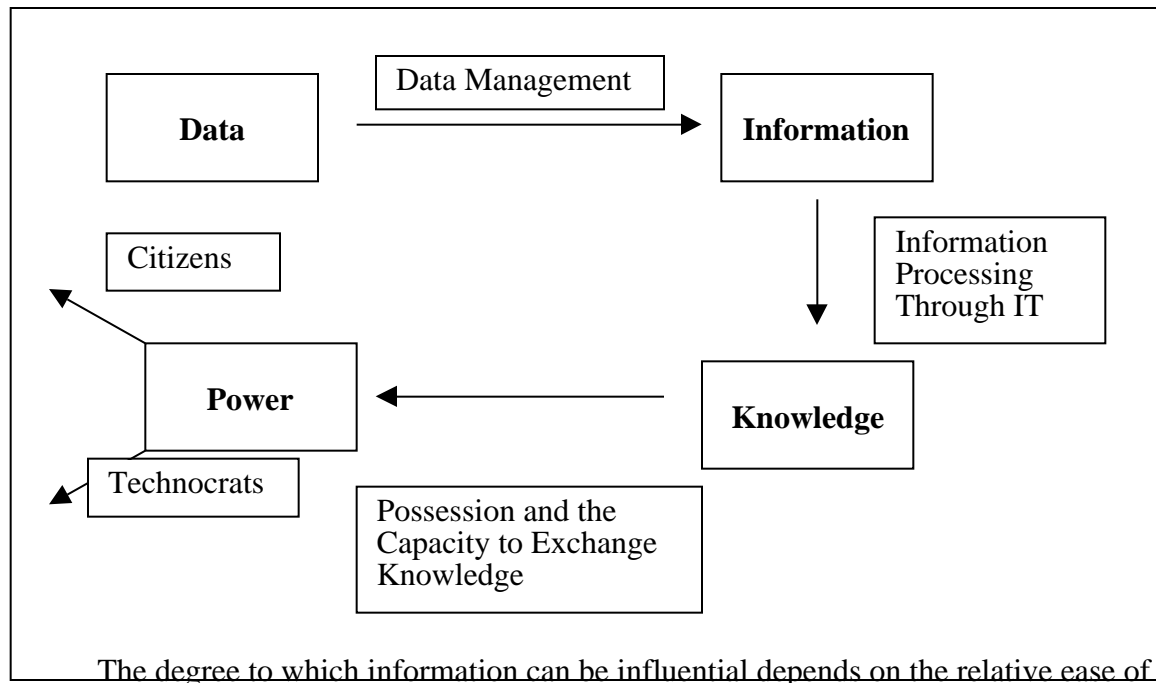 Data Management
Data
Information
Citizens
Information
Processing
Through IT
Power
Knowledge
Technocrats
Possession and the
Capacity to Exchange
Knowledge
The degree to which information can be influential depends on the relative ease of